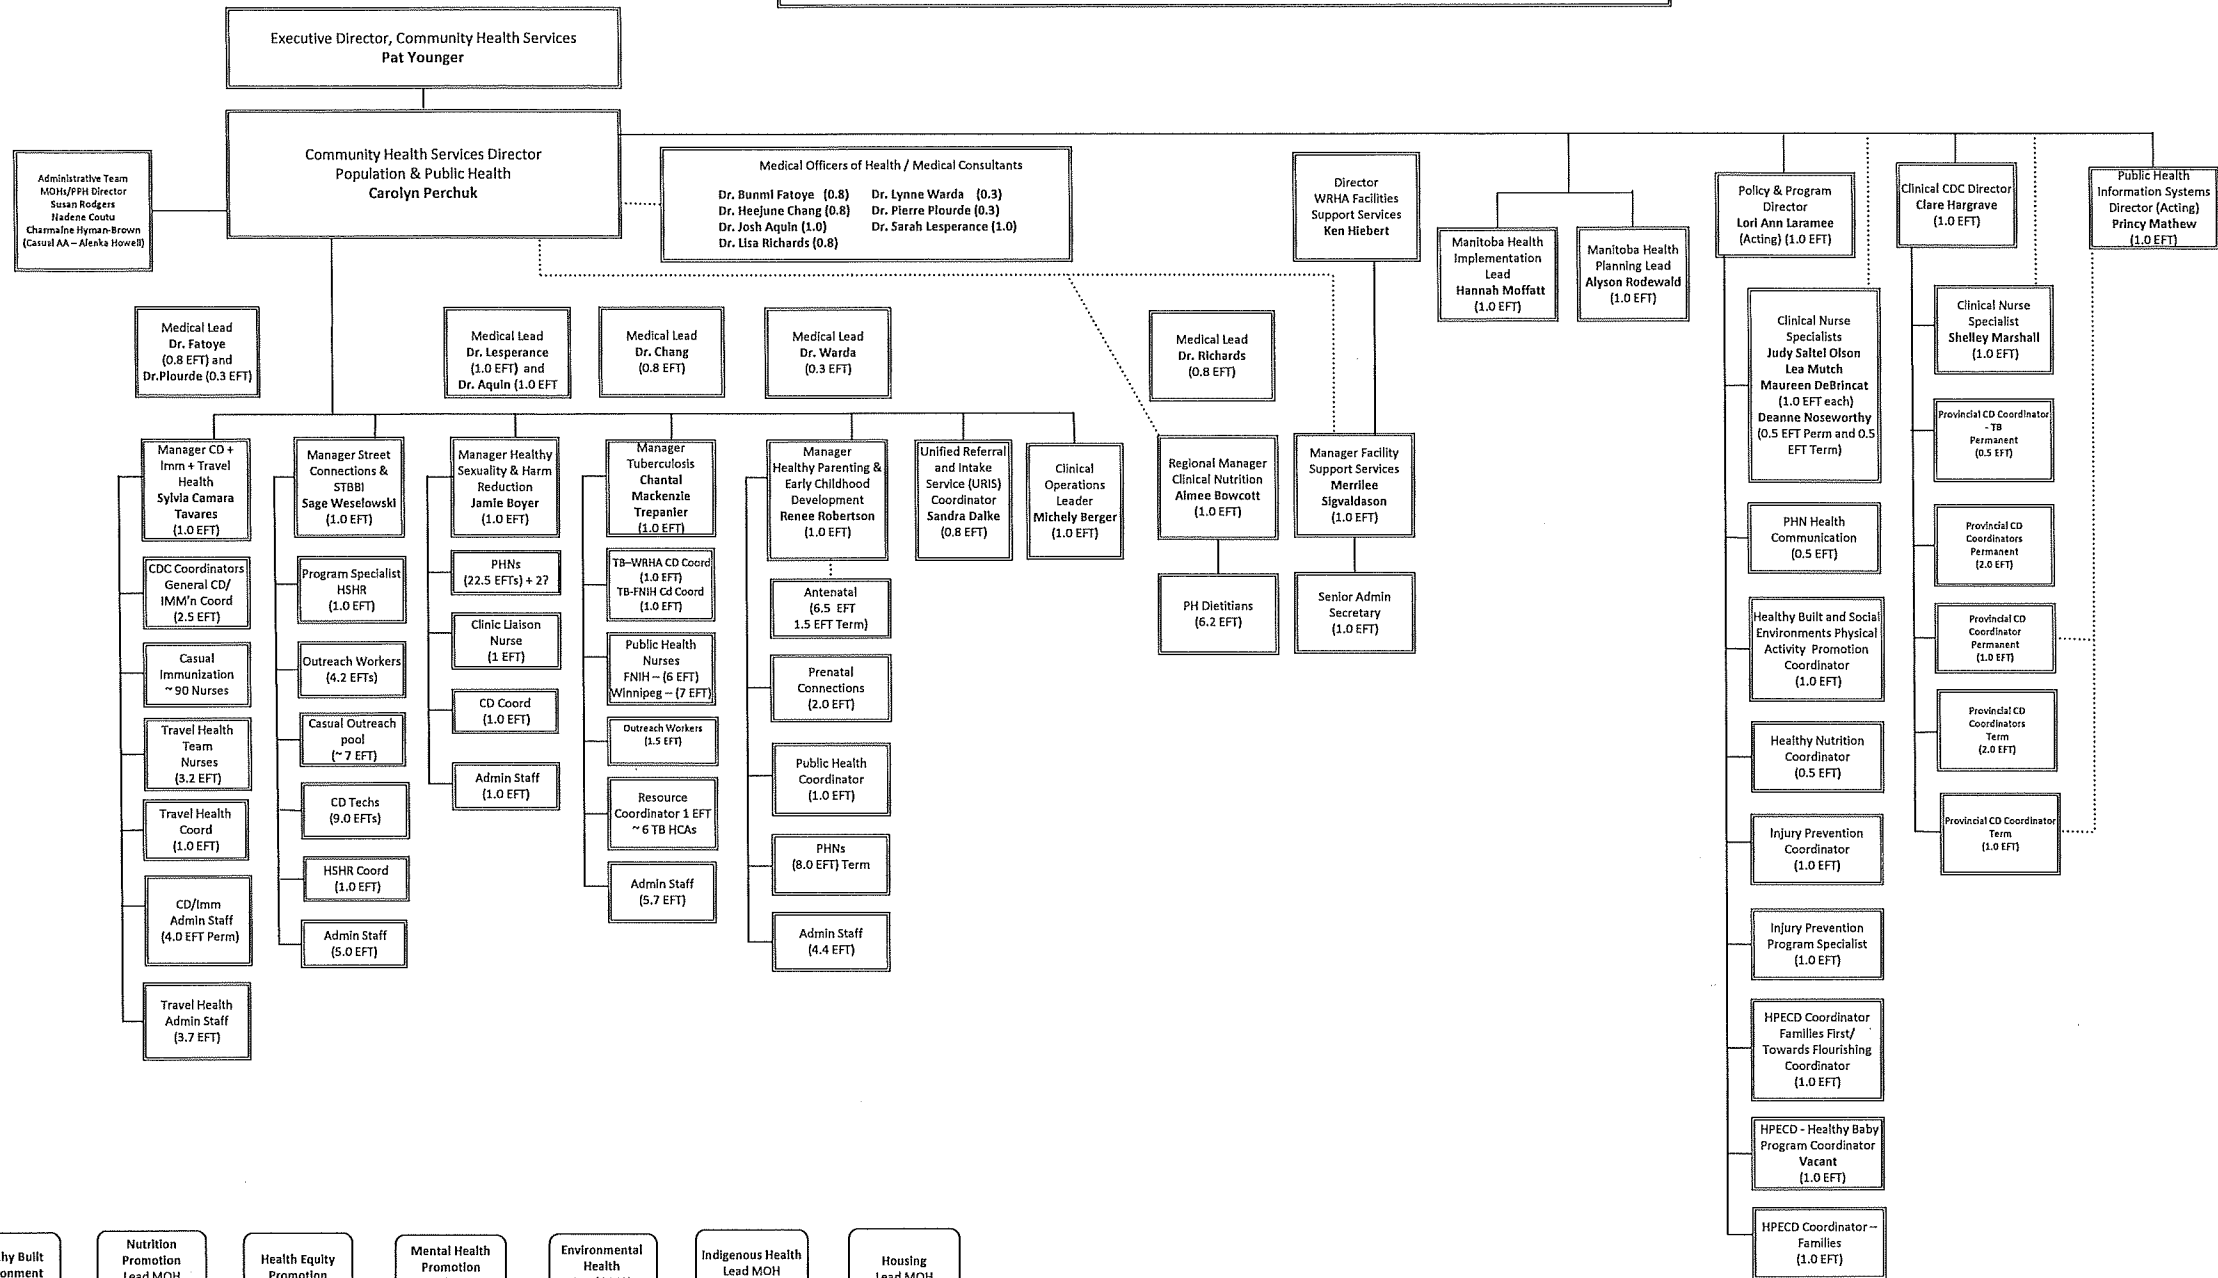 Executive Director, Community Health Services
Pat Younger
Community Health Services Director
Population & Public Health
Carolyn Perchuk
Administrative Team
MOHs/PPH Director
Susan Rodgers
Nadene Coutu
Charmaine Hyman-Brown
(Casual AA – Alenka Howell)
Medical Officers of Health / Medical Consultants
Dr. Bunmi Fatoye (0.8) Dr. Lynne Warda (0.3)
Dr. Heejune Chang (0.8) Dr. Pierre Plourde (0.3)
Dr. Josh Aquin (1.0) Dr. Sarah Lesperance (1.0)
Dr. Lisa Richards (0.8)
Director
WRHA Facilities
Support Services
Ken Hiebert
Manitoba Health
Implementation
Lead
Hannah Moffatt
(1.0 EFT)
Manitoba Health
Planning Lead
Alyson Rodewald
(1.0 EFT)
Policy & Program
Director
Lori Ann Laramee
(Acting) (1.0 EFT)
Clinical CDC Director
Clare Hargrave
(1.0 EFT)
Public Health
Information Systems
Director (Acting)
Princy Mathew
(1.0 EFT)
Medical Lead
Dr. Fatoye
(0.8 EFT) and
Dr.Plourde (0.3 EFT)
Medical Lead
Dr. Lesperance
(1.0 EFT) and
Dr. Aquin (1.0 EFT
Medical Lead
Dr. Chang
(0.8 EFT)
Medical Lead
Dr. Warda
(0.3 EFT)
Medical Lead
Dr. Richards
(0.8 EFT)
Manager CD +
Imm + Travel
Health
Sylvia Camara
Tavares
(1.0 EFT)
CDC Coordinators
General CD/
IMM'n Coord
(2.5 EFT)
Casual
Immunization
~ 90 Nurses
Travel Health
Team
Nurses
(3.2 EFT)
Travel Health
Coord
(1.0 EFT)
CD/Imm
Admin Staff
(4.0 EFT Perm)
Travel Health
Admin Staff
(3.7 EFT)
Manager Street
Connections &
STBBI
Sage Weselowski
(1.0 EFT)
Program Specialist
HSHR
(1.0 EFT)
Outreach Workers
(4.2 EFTs)
Casual Outreach
pool
(~ 7 EFT)
CD Techs
(9.0 EFTs)
HSHR Coord
(1.0 EFT)
Admin Staff
(5.0 EFT)
Manager Healthy
Sexuality & Harm
Reduction
Jamie Boyer
(1.0 EFT)
PHNs
(22.5 EFTs) + 2?
Clinic Liaison
Nurse
(1 EFT)
CD Coord
(1.0 EFT)
Admin Staff
(1.0 EFT)
Manager
Tuberculosis
Chantal
Mackenzie
Trepanier
(1.0 EFT)
TB–WRHA CD Coord
(1.0 EFT)
TB-FNIH Cd Coord
(1.0 EFT)
Public Health
Nurses
FNIH – (6 EFT)
Winnipeg – (7 EFT)
Outreach Workers
(1.5 EFT)
Resource
Coordinator 1 EFT
~ 6 TB HCAs
Admin Staff
(5.7 EFT)
Manager
Healthy Parenting &
Early Childhood
Development
Renee Robertson
(1.0 EFT)
Antenatal
(6.5 EFT
1.5 EFT Term)
Prenatal
Connections
(2.0 EFT)
Public Health
Coordinator
(1.0 EFT)
PHNs
(8.0 EFT) Term
Admin Staff
(4.4 EFT)
Unified Referral
and Intake
Service (URIS)
Coordinator
Sandra Dalke
(0.8 EFT)
Clinical
Operations
Leader
Michely Berger
(1.0 EFT)
Regional Manager
Clinical Nutrition
Aimee Bowcott
(1.0 EFT)
PH Dietitians
(6.2 EFT)
Manager Facility
Support Services
Merrilee
Sigvaldason
(1.0 EFT)
Senior Admin
Secretary
(1.0 EFT)
Clinical Nurse
Specialists
Judy Saltel Olson
Lea Mutch
Maureen DeBrincat
(1.0 EFT each)
Deanne Noseworthy
(0.5 EFT Perm and 0.5
EFT Term)
PHN Health
Communication
(0.5 EFT)
Healthy Built and Social
Environments Physical
Activity Promotion
Coordinator
(1.0 EFT)
Healthy Nutrition
Coordinator
(0.5 EFT)
Injury Prevention
Coordinator
(1.0 EFT)
Injury Prevention
Program Specialist
(1.0 EFT)
HPECD Coordinator
Families First/
Towards Flourishing
Coordinator
(1.0 EFT)
HPECD - Healthy Baby
Program Coordinator
Vacant
(1.0 EFT)
HPECD Coordinator –
Families
(1.0 EFT)
Clinical Nurse
Specialist
Shelley Marshall
(1.0 EFT)
Provincial CD Coordinator
- TB
Permanent
(0.5 EFT)
Provincial CD
Coordinators
Permanent
(2.0 EFT)
Provincial CD
Coordinator
Permanent
(1.0 EFT)
Provincial CD
Coordinators
Term
(2.0 EFT)
Provincial CD Coordinator
Term
(1.0 EFT)
hy Built
onment
Nutrition
Promotion
Lead MOH
Health Equity
Promotion
Mental Health
Promotion
Environmental
Health
Indigenous Health
Lead MOH
Housing
Lead MOH